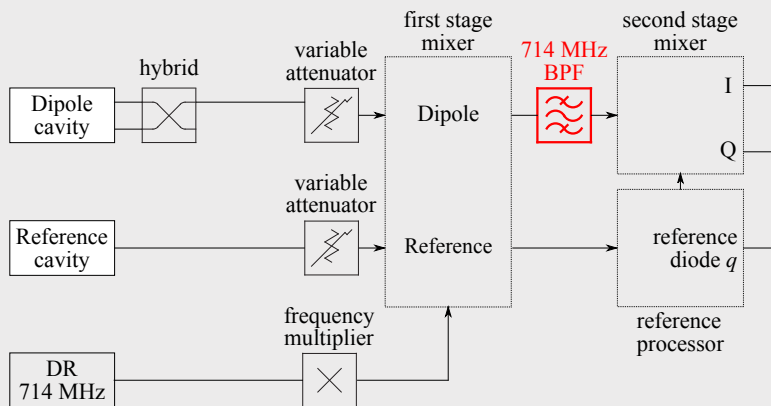 first stage
mixer
714 MHz
BPF
second stage
mixer
hybrid
variable
attenuator
Dipole
cavity
Dipole
I
Q
variable
attenuator
Reference
cavity
Reference
reference
diode q
frequency
multiplier
reference
processor
DR
714 MHz